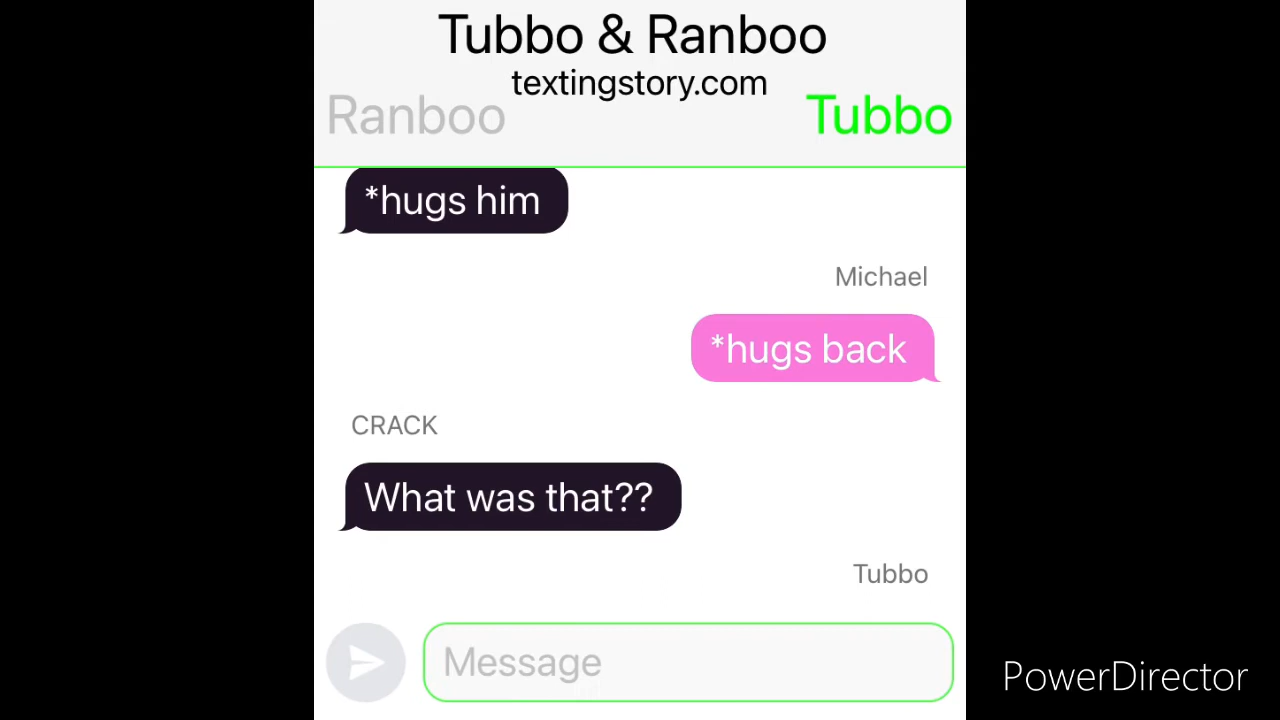 Tubbo & Ranboo
textingstory.com
Ranboo
Tubbo
*hugs him
Michael
*hugs back
CRACK
What was that??
Tubbo
Message
PowerDirector